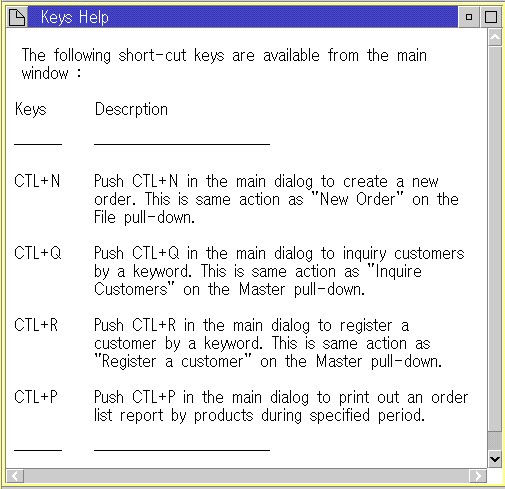 Keys Help
The following short-cut keys are available from the main
window :
Keys Descrption
CTL+N Push CTL+N in the main dialog to create a new
order. This is same action as "New Order" on the
File pull-down.
CTL+Q Push CTL+Q in the main dialog to inquiry customers
by a keyword. This is same action as "Inquire
Customers" on the Master pull-down.
CTL+R Push CTL+R in the main dialog to register a
customer by a keyword. This is same action as
"Register a customer" on the Master pull-down.
CTL+P Push CTL+P in the main dialog to print out an order
list report by products during specified period.